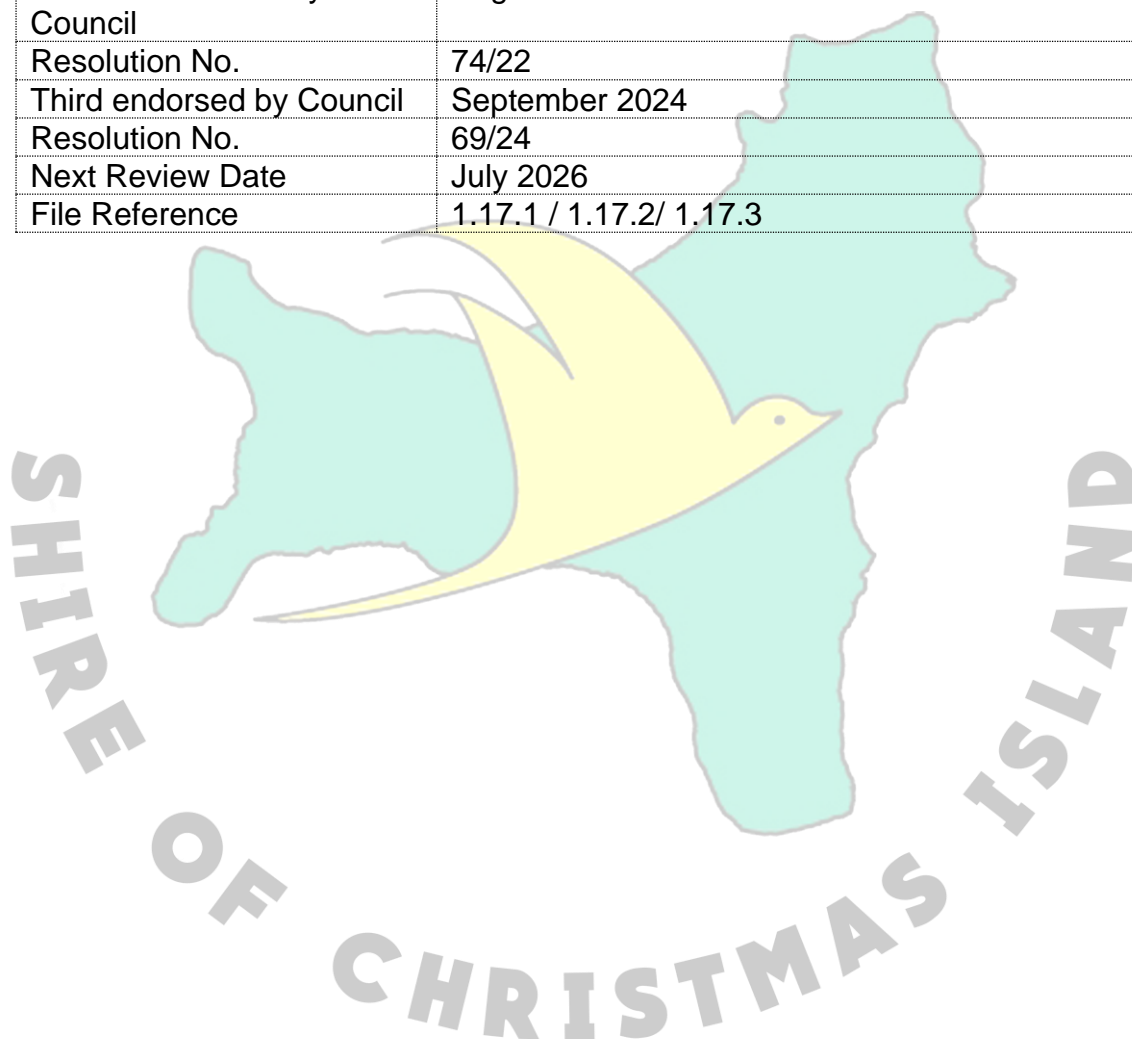 Council
Resolution No. 74/22
Third endorsed by Council September 2024
Resolution No. 69/24
Next Review Date July 2026
File Reference 1.17.1 / 1.17.2/ 1.17.3
SHIRE OF CHRISTMAS ISLAND